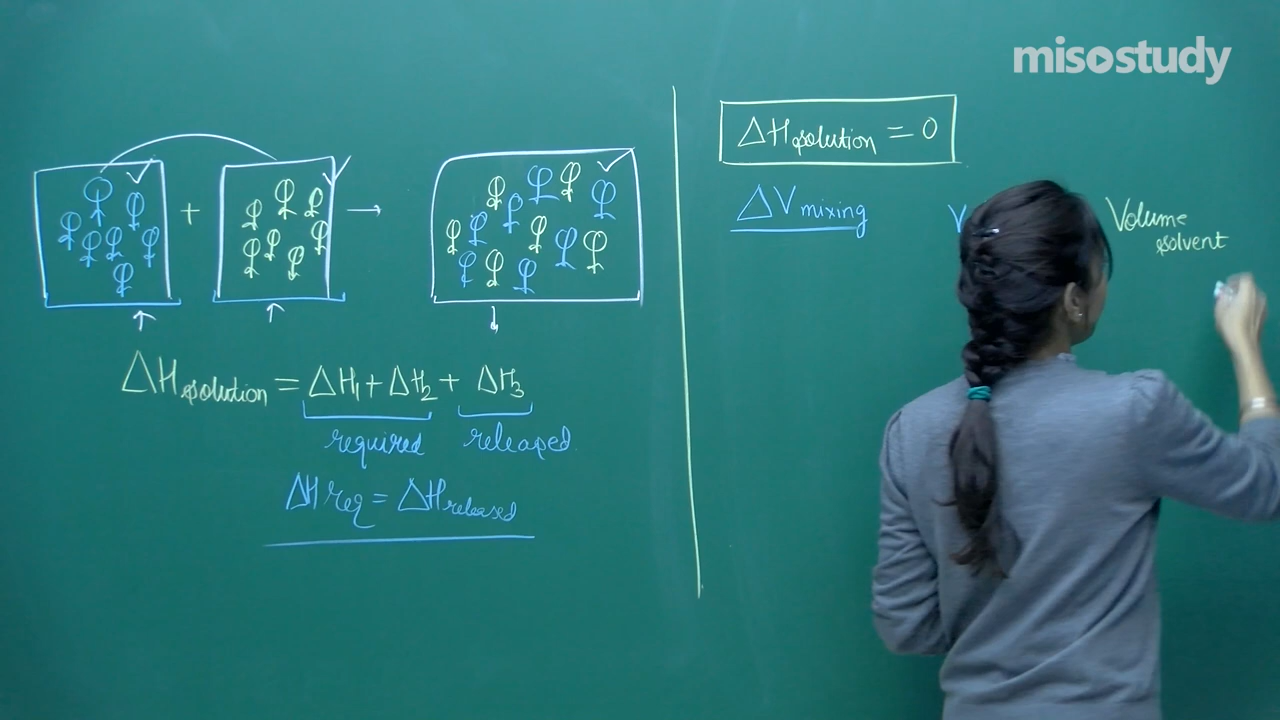 misostudy
+ →
ΔH solution = ΔH₁ + ΔH₂ + ΔH₃
required released
ΔH req = ΔH released
ΔH solution = 0
ΔV mixing
V
Volume
solvent